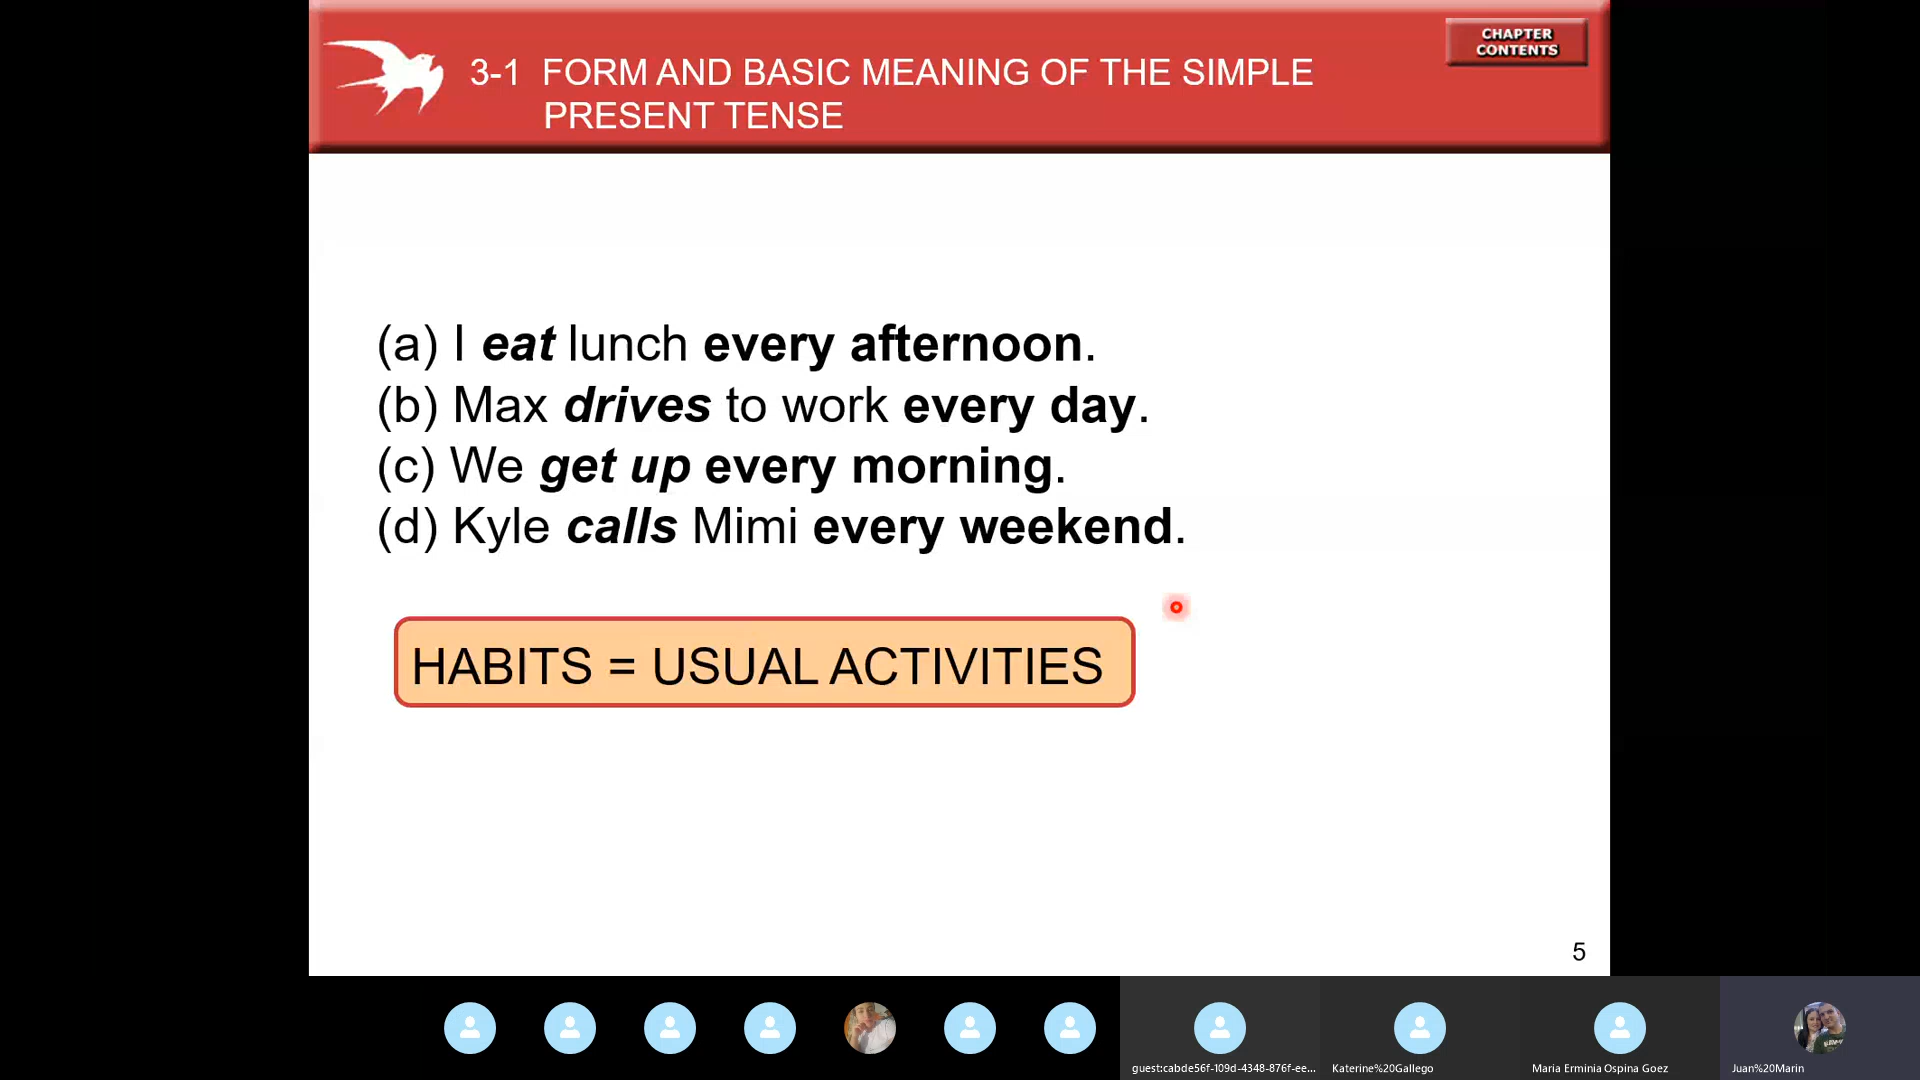 CHAPTER
CONTENTS
3-1 FORM AND BASIC MEANING OF THE SIMPLE
PRESENT TENSE
(a) I eat lunch every afternoon.
(b) Max drives to work every day.
(c) We get up every morning.
(d) Kyle calls Mimi every weekend.
HABITS = USUAL ACTIVITIES
5
guest:cabde56f-109d-4348-876f-ee...
Katerine%20Gallego
Maria Erminia Ospina Goez
Juan%20Marin